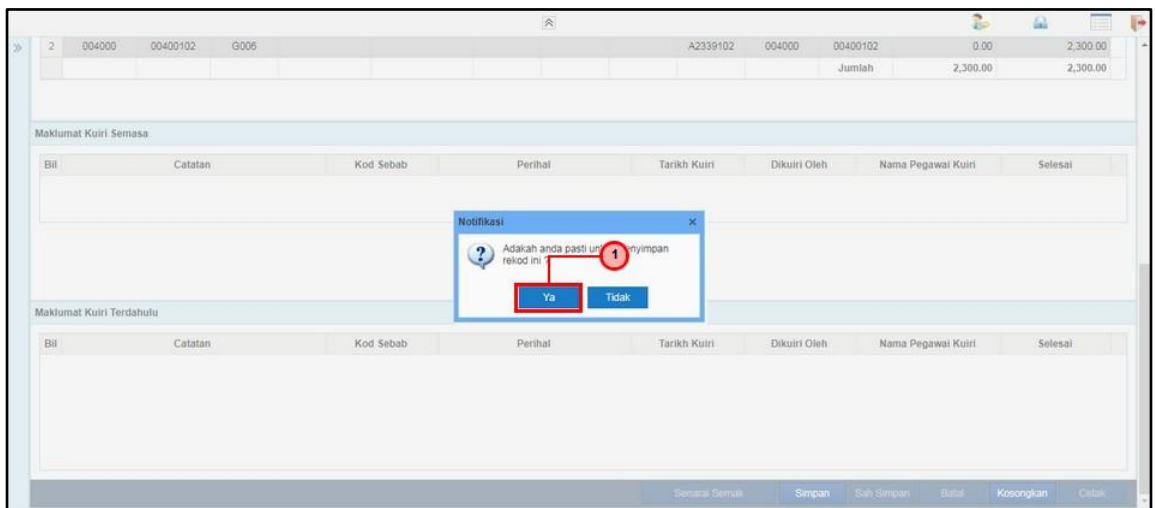 2 004000 00400102 G006 A2339102 004000 00400102 0.00 2,300.00
Jumlah 2,300.00 2,300.00
Maklumat Kuiri Semasa
Bil Catatan Kod Sebab Perihal Tarikh Kuiri Dikuiri Oleh Nama Pegawai Kuiri Selesai
Notifikasi ×
Adakah anda pasti
rekod ini ?
1
Ya Tidak
Maklumat Kuiri Terdahulu
Bil Catatan Kod Sebab Perihal Tarikh Kuiri Dikuiri Oleh Nama Pegawai Kuiri Selesai
Senarai Semak Simpan Sah Simpan Batal Kosongkan Cetak